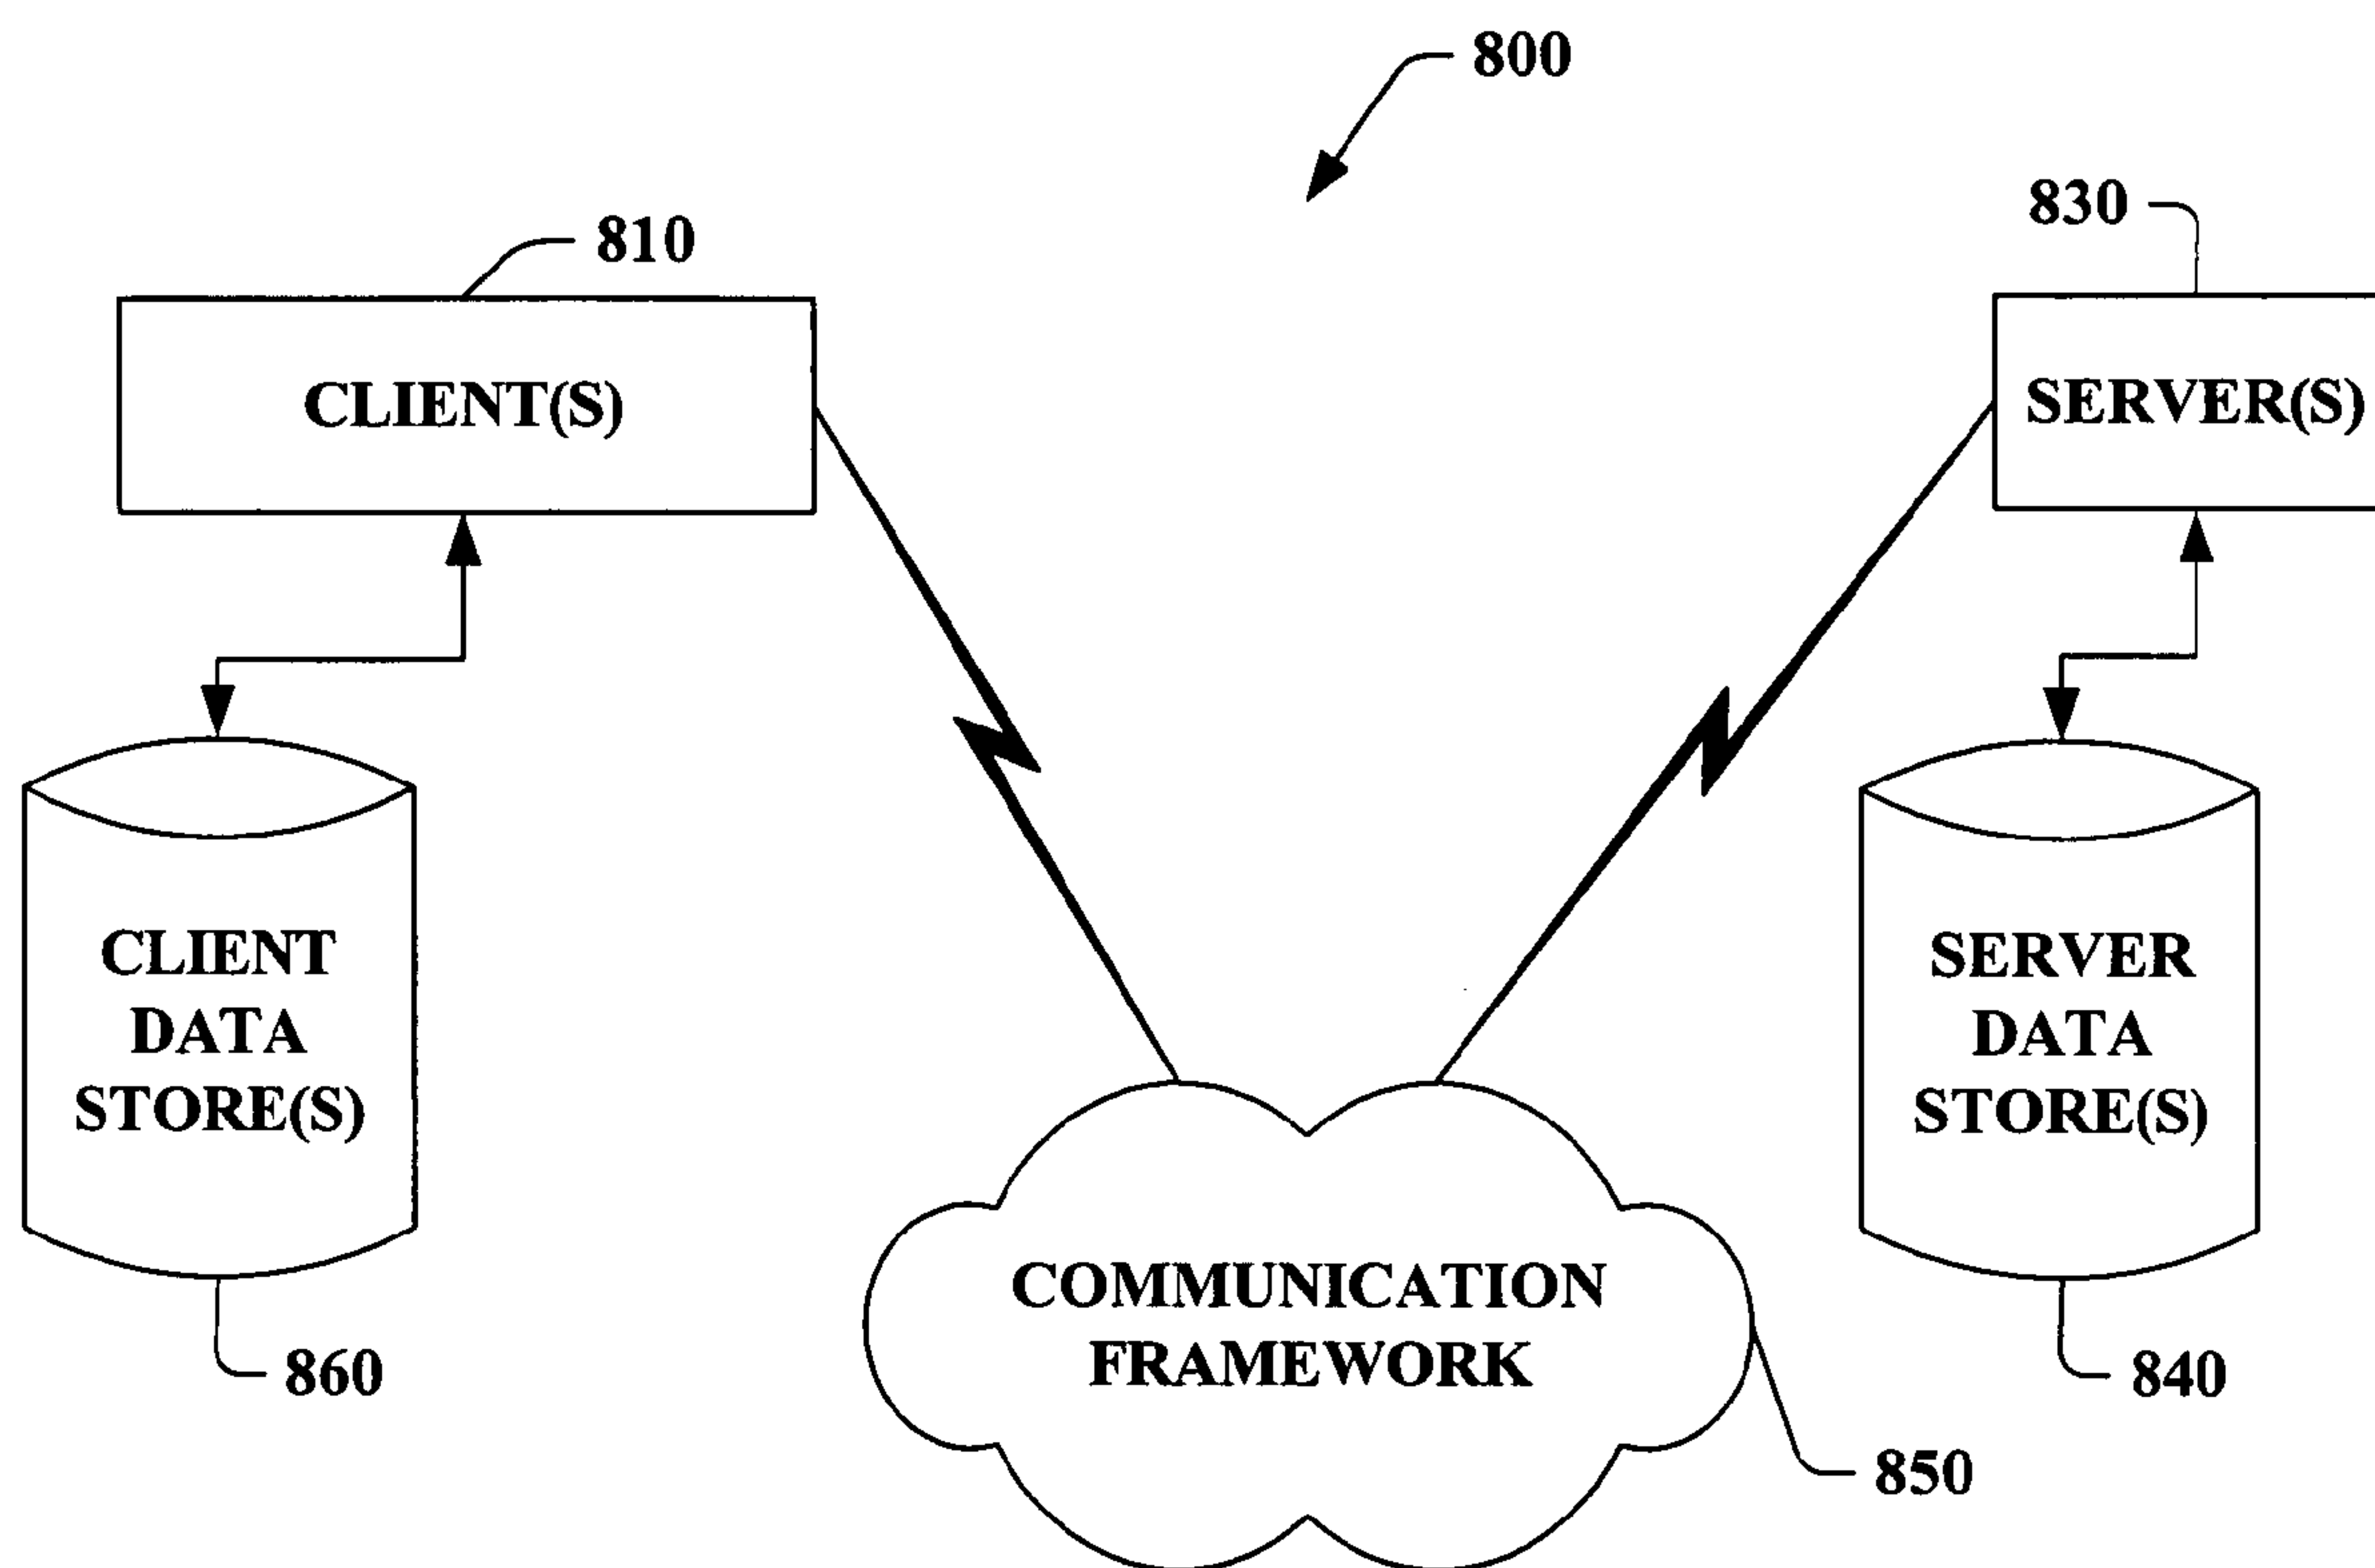 800
830
810
CLIENT(S)
SERVER(S)
CLIENT
DATA
STORE(S)
SERVER
DATA
STORE(S)
COMMUNICATION
FRAMEWORK
860
840
850